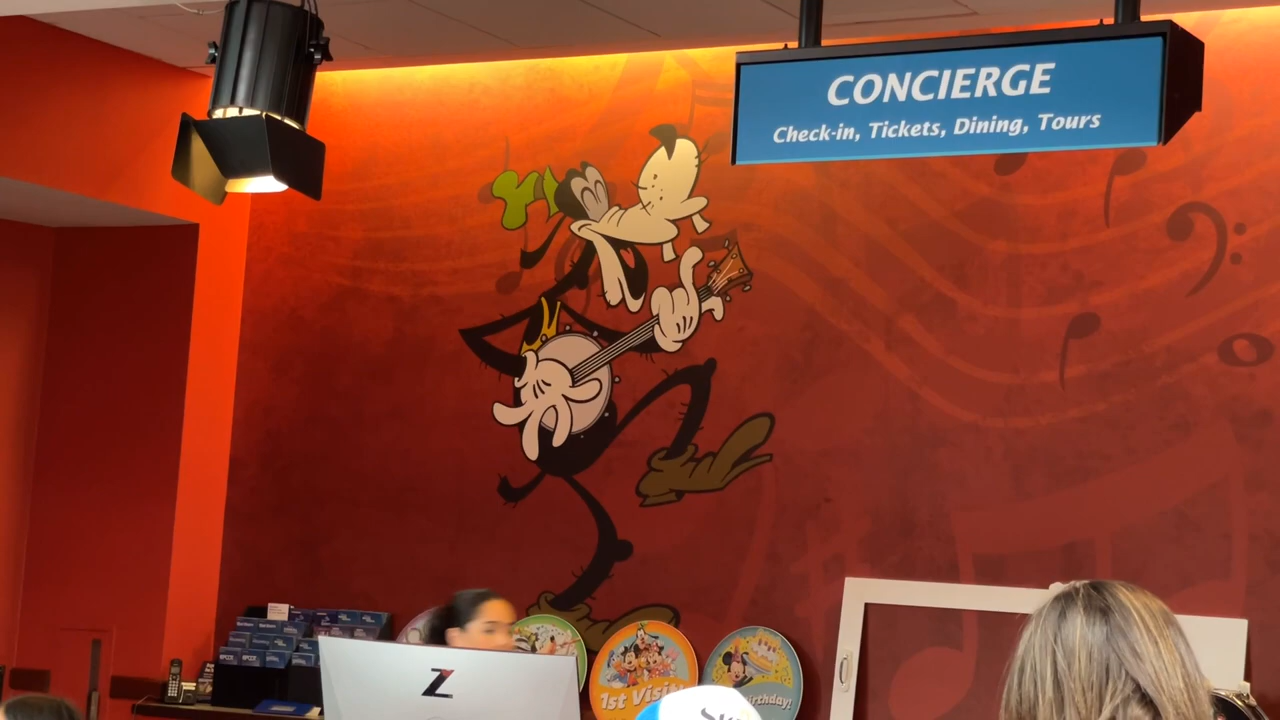 CONCIERGE
Check-in, Tickets, Dining, Tours
Z
1st Visit
Birthday!